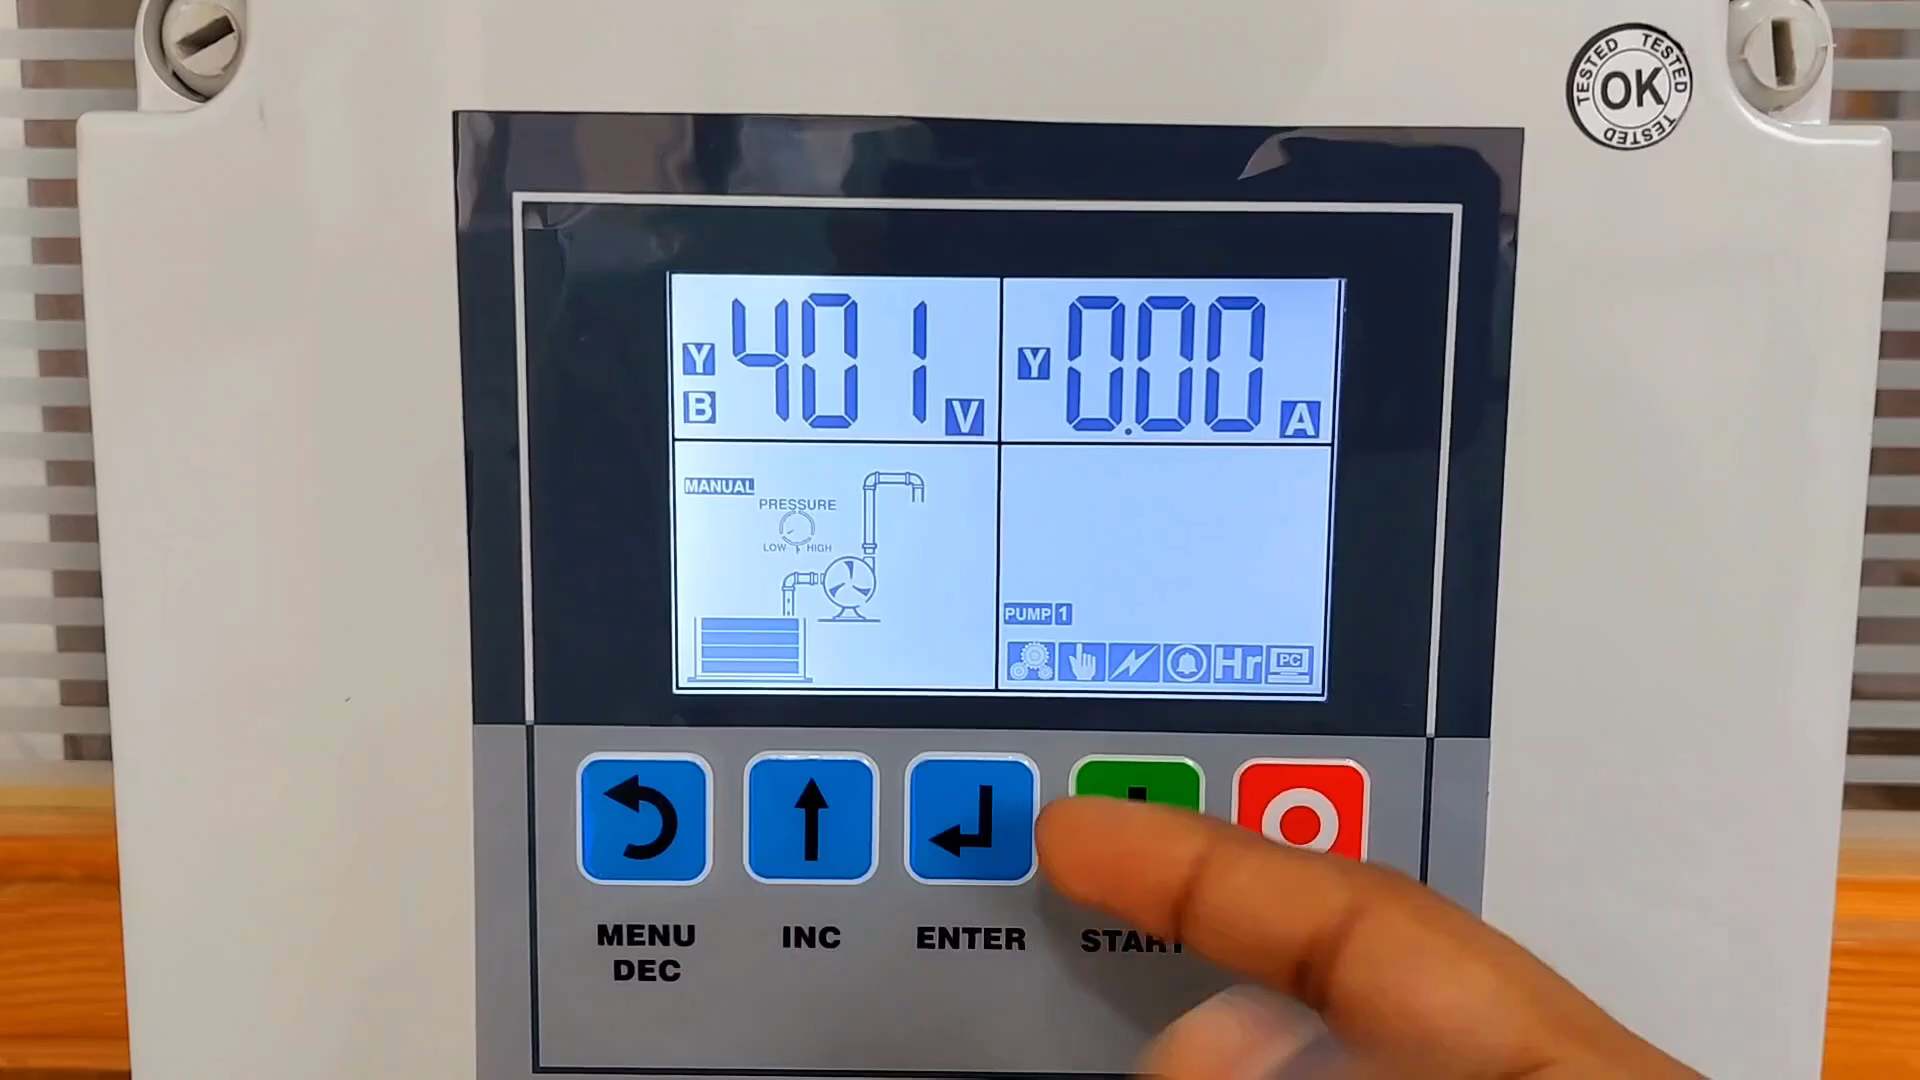 TESTED TESTED TESTED
OK
Y
B
401 V
Y
0.00 A
MANUAL
PRESSURE
LOW HIGH
PUMP 1
Hr PC
MENU
DEC
INC
ENTER
START